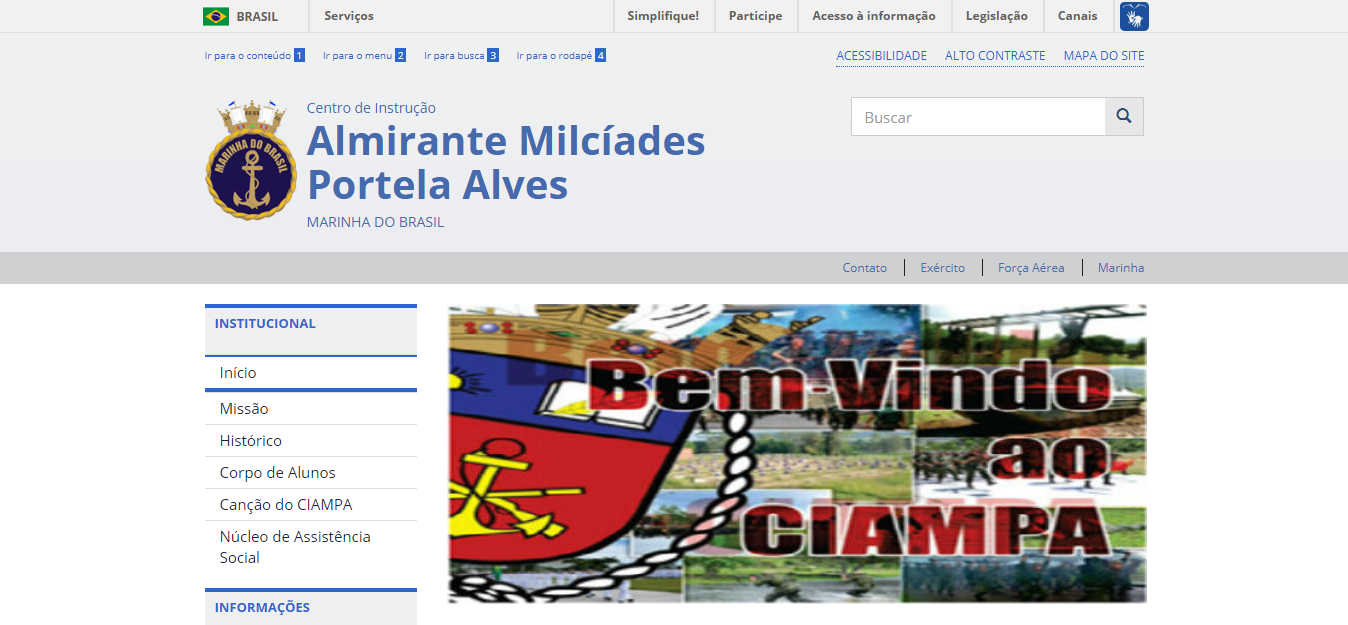 BRASIL Serviços Simplifique! Participe Acesso à informação Legislação Canais
Ir para o conteúdo 1 Ir para o menu 2 Ir para busca 3 Ir para o rodapé 4 ACESSIBILIDADE ALTO CONTRASTE MAPA DO SITE
MARINHA DO BRASIL
Centro de Instrução
Almirante Milcíades
Portela Alves
MARINHA DO BRASIL
Buscar
Contato Exército Força Aérea Marinha
INSTITUCIONAL
Início
Missão
Histórico
Corpo de Alunos
Canção do CIAMPA
Núcleo de Assistência
Social
INFORMAÇÕES
Bem-Vindo
ao
CIAMPA